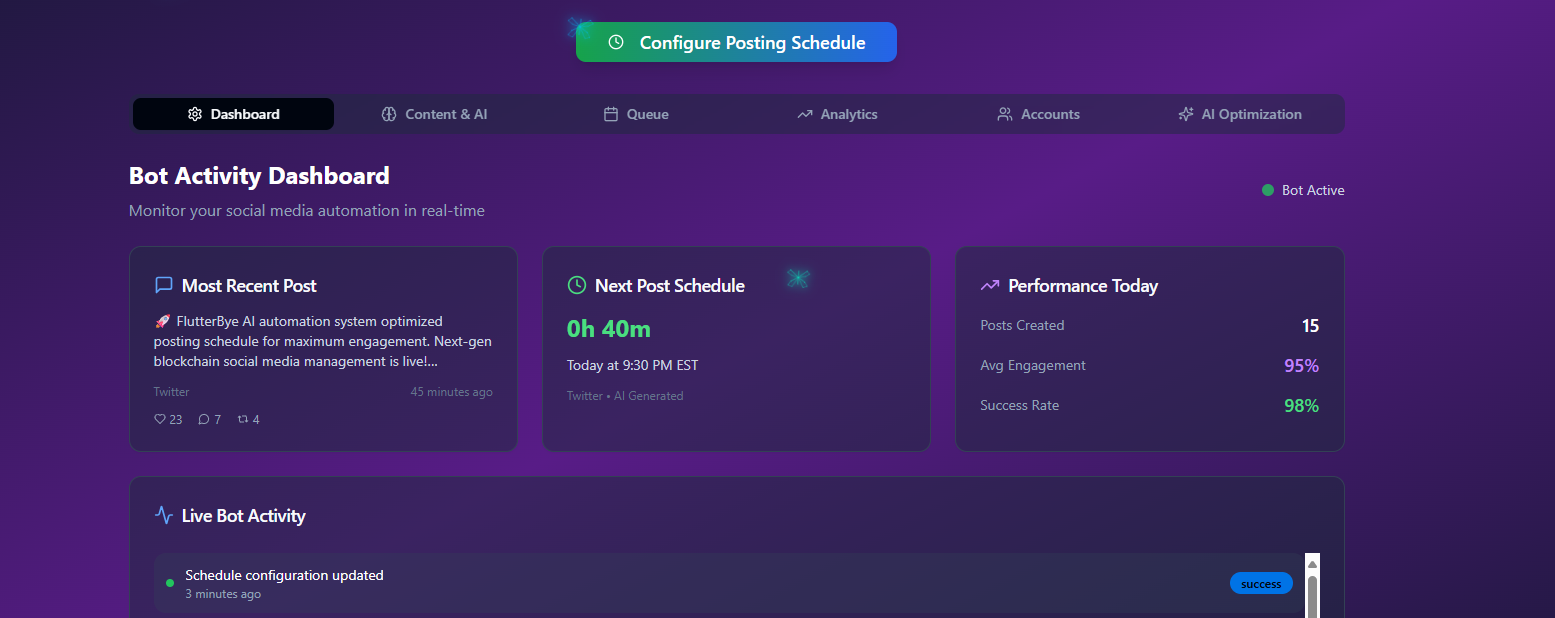 Configure Posting Schedule
Dashboard
Content & AI
Queue
Analytics
Accounts
AI Optimization
Bot Activity Dashboard
Monitor your social media automation in real-time
Bot Active
Most Recent Post
🚀 FlutterBye AI automation system optimized
posting schedule for maximum engagement. Next-gen
blockchain social media management is live!...
Twitter
45 minutes ago
23
7
4
Next Post Schedule
0h 40m
Today at 9:30 PM EST
Twitter • AI Generated
Performance Today
Posts Created
15
Avg Engagement
95%
Success Rate
98%
Live Bot Activity
Schedule configuration updated
3 minutes ago
success